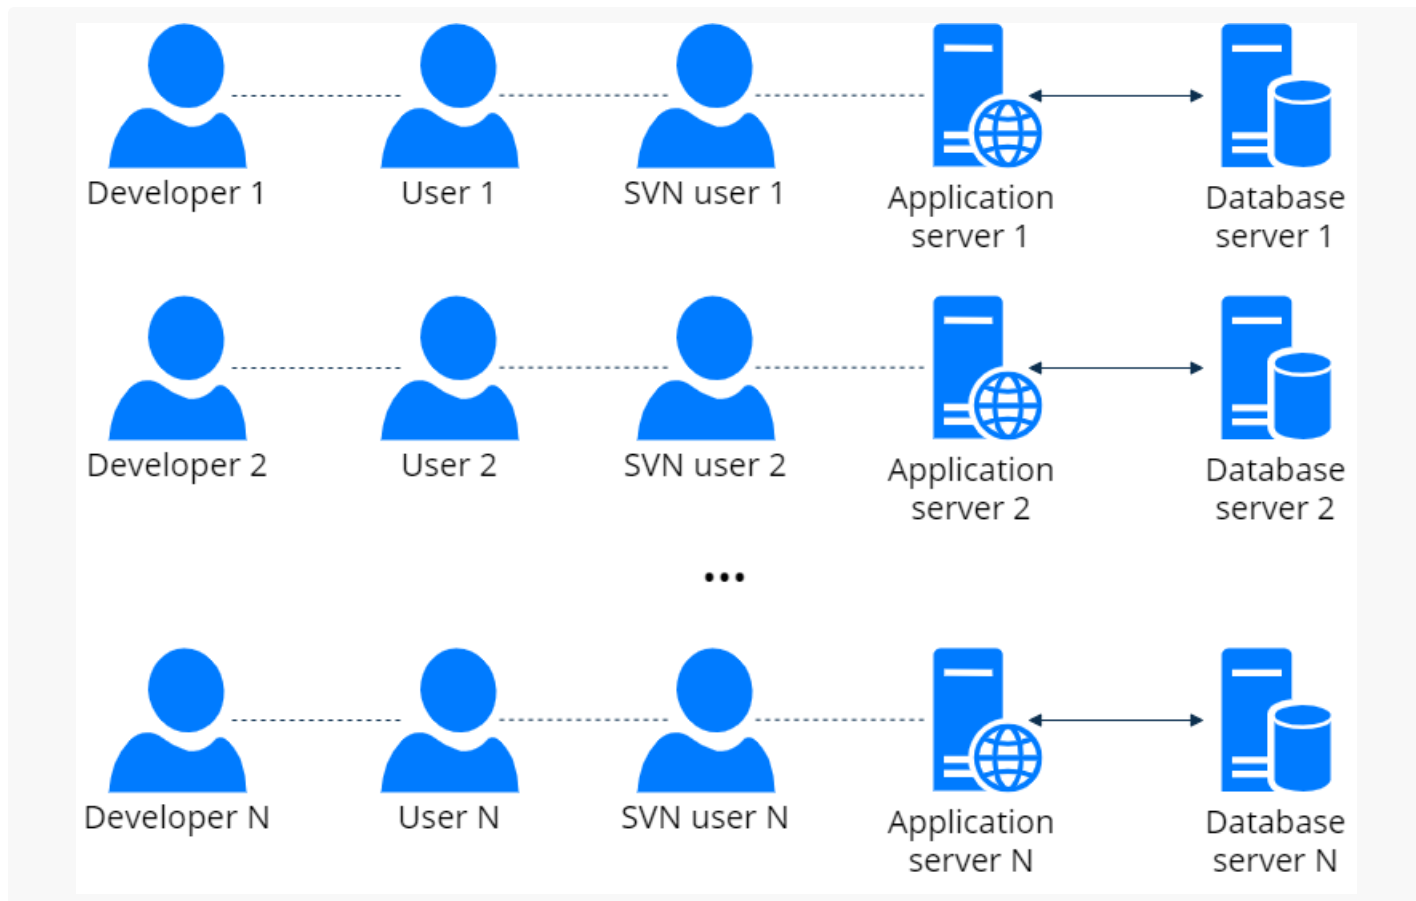 Developer 1
User 1
SVN user 1
Application
server 1
Database
server 1
Developer 2
User 2
SVN user 2
Application
server 2
Database
server 2
...
Developer N
User N
SVN user N
Application
server N
Database
server N